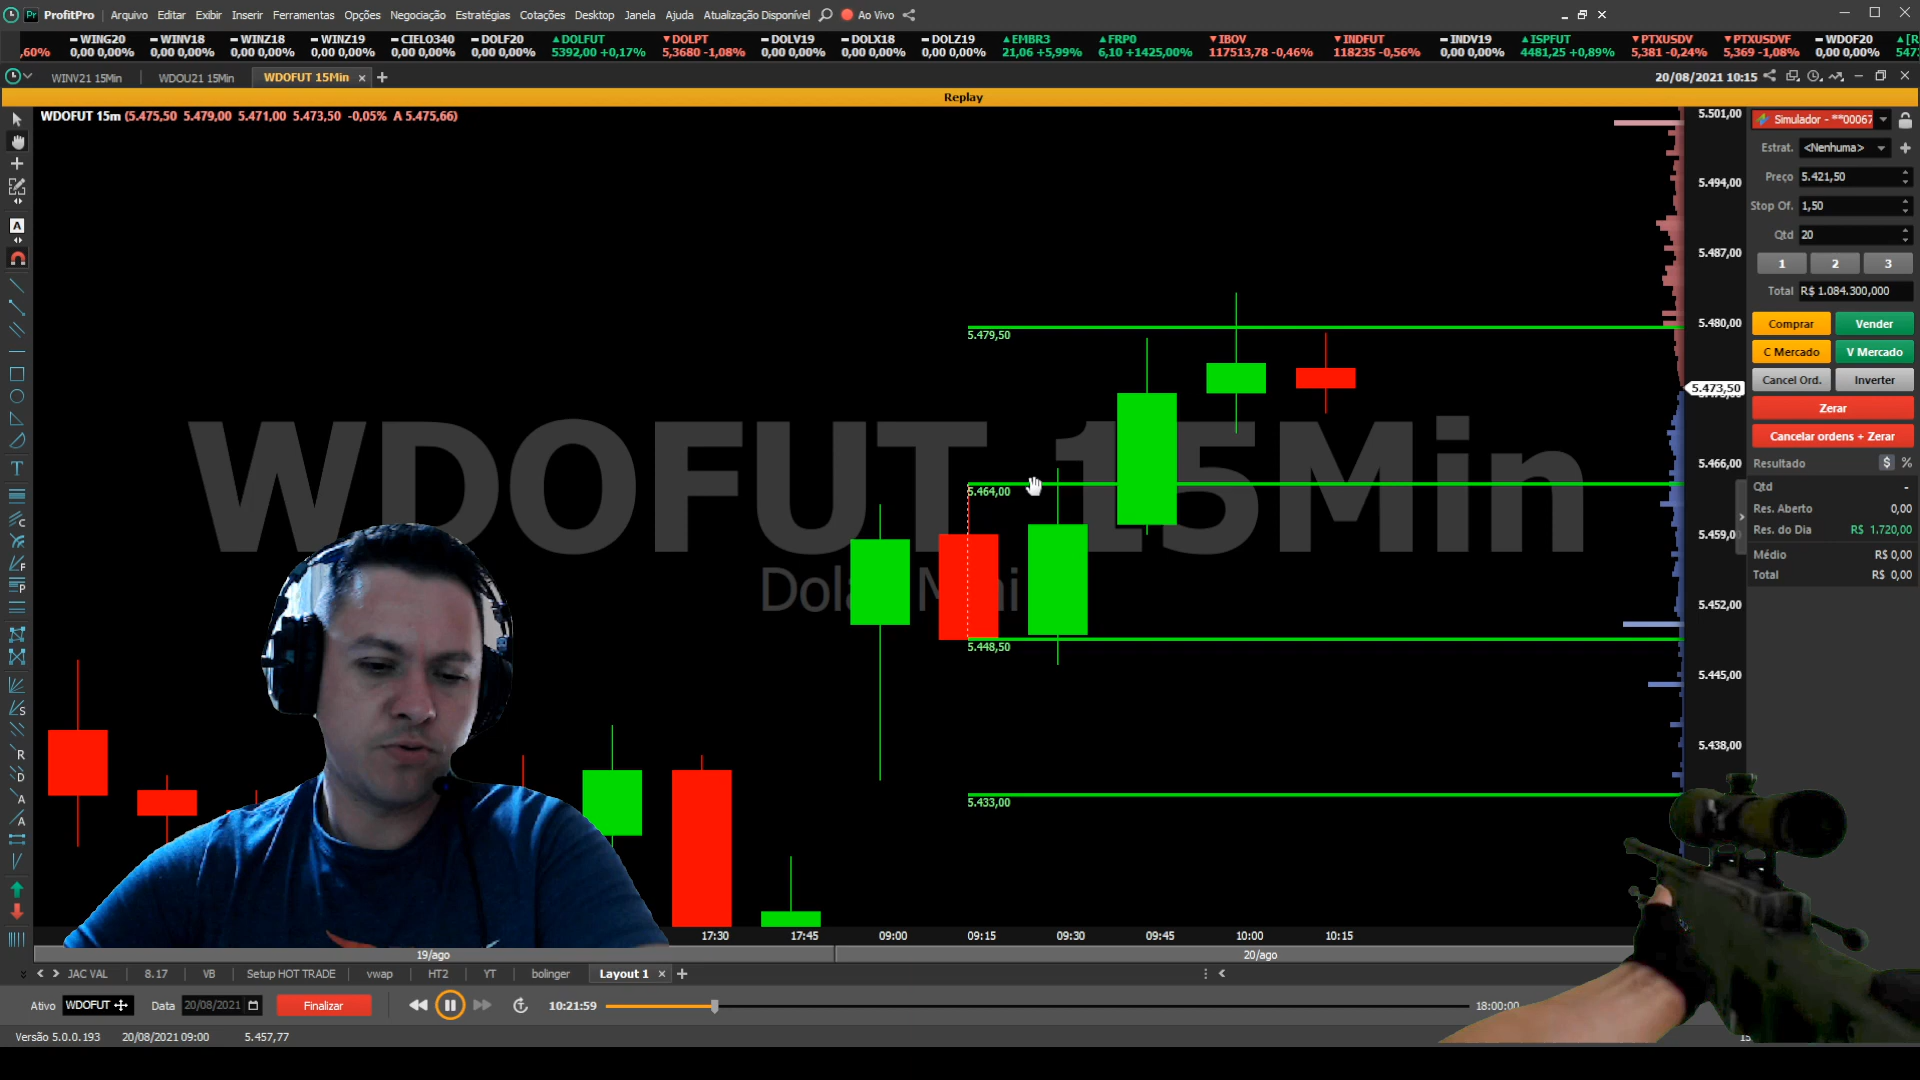 ProfitPro Arquivo Editar Exibir Inserir Ferramentas Opções Negociação Estratégias Cotações Desktop Janela Ajuda Atualização Disponível Ao Vivo
WING20 WINV18 WINZ18 WINZ19 CIELO340 DOLF20 DOLFUT DOLPT DOLV19 DOLX18 DOLZ19 EMBR3 FRP0 IBOV INDFUT INDV19 ISPFUT PTXUSDV PTXUSDVF WDOF20
,60% 0,00 0,00% 0,00 0,00% 0,00 0,00% 0,00 0,00% 0,00 0,00% 0,00 0,00% 5392,00 +0,17% 5,3680 -1,08% 0,00 0,00% 0,00 0,00% 0,00 0,00% 21,06 +5,99% 6,10 +1425,00% 117513,78 -0,46% 118235 -0,56% 0,00 0,00% 4481,25 +0,89% 5,381 -0,24% 5,369 -1,08% 0,00 0,00% 547
WINV21 15Min WDOU21 15Min WDOFUT 15Min 20/08/2021 10:15
Replay
WDOFUT 15m (5.475,50 5.479,00 5.471,00 5.473,50 -0,05% A 5.475,66)
WDOFUT 15Min
5.479,50
5.464,00
5.448,50
5.433,00
5.501,00
5.494,00
5.487,00
5.480,00
5.473,50
5.466,00
5.459,0
5.452,00
5.445,00
5.438,00
Simulador - **00067
Estrat. <Nenhuma>
Preço 5.421,50
Stop Of. 1,50
Qtd 20
1 2 3
Total R$ 1.084.300,000
Comprar Vender
C Mercado V Mercado
Cancel Ord. Inverter
Zerar
Cancelar ordens + Zerar
Resultado $ %
Qtd -
Res. Aberto 0,00
Res. do Dia R$ 1.720,00
Médio R$ 0,00
Total R$ 0,00
17:30 17:45 09:00 09:15 09:30 09:45 10:00 10:15
19/ago 20/ago
JAC VAL 8.17 VB Setup HOT TRADE vwap HT2 YT bolinger Layout 1
Ativo WDOFUT Data 20/08/2021 Finalizar 10:21:59 18:00:00
Versão 5.0.0.193 20/08/2021 09:00 5.457,77